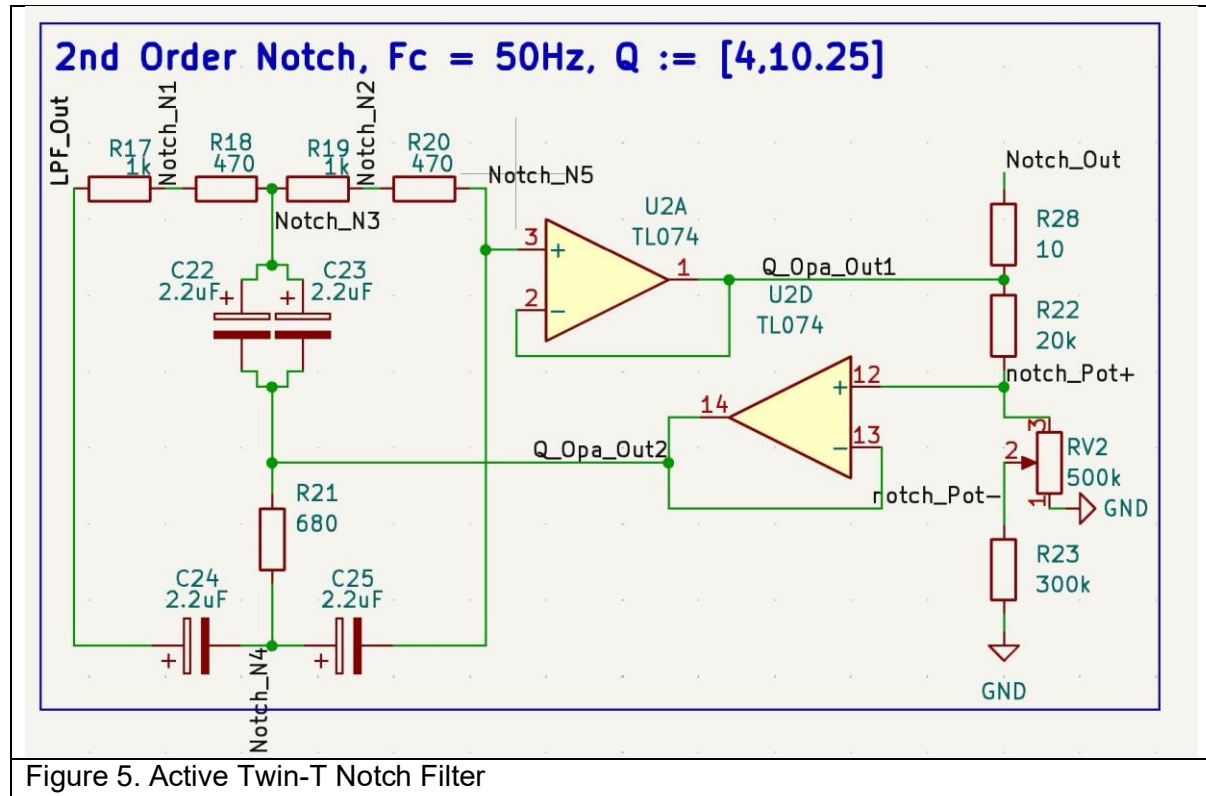 2nd Order Notch, Fc = 50Hz, Q := [4,10.25]
LPF_Out
R17
1k
Notch_N1
R18
470
R19
1k
Notch_N2
R20
470
Notch_N5
Notch_N3
C22
2.2uF
+
C23
2.2uF
+
3
+
2
-
1
U2A
TL074
Q_Opa_Out1
U2D
TL074
Notch_Out
R28
10
R22
20k
notch_Pot+
12
+
13
-
14
Q_Opa_Out2
3
2
1
RV2
500k
GND
notch_Pot-
R21
680
R23
300k
GND
C24
2.2uF
+
C25
2.2uF
+
Notch_N4
Figure 5. Active Twin-T Notch Filter